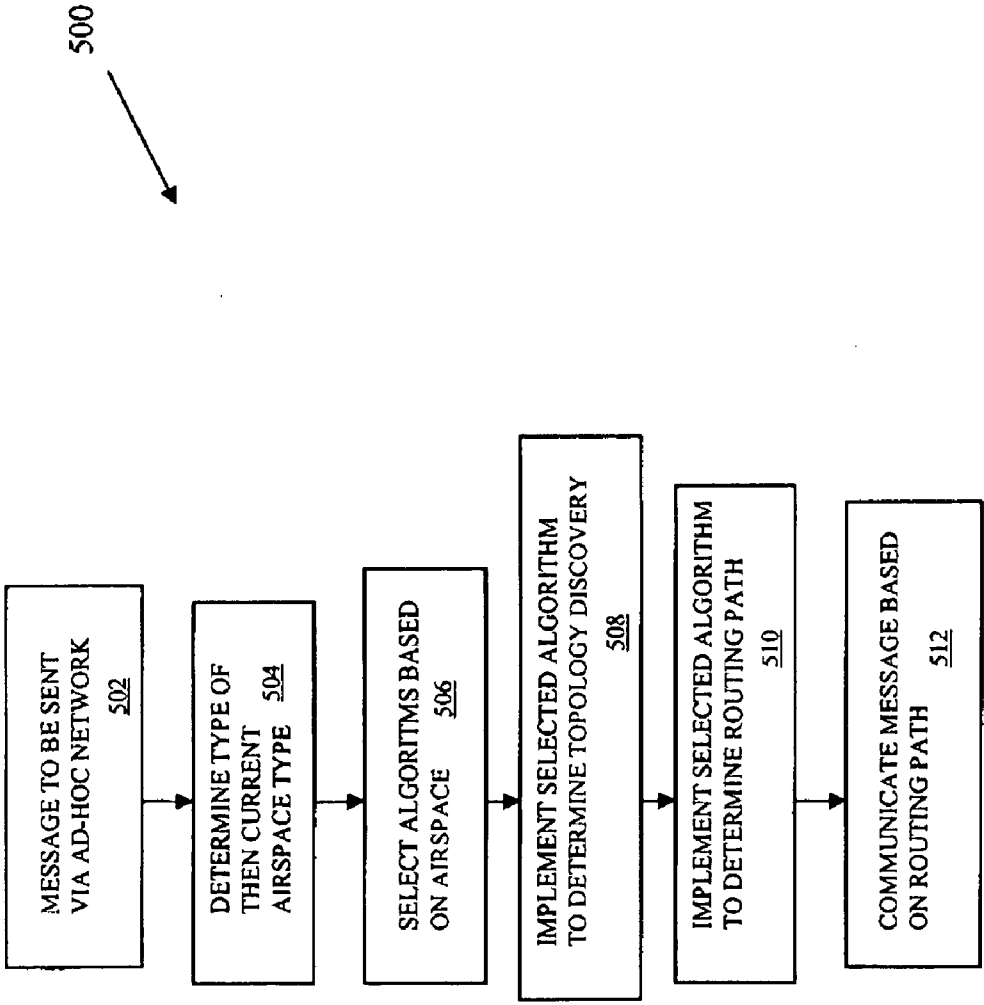 500
MESSAGE TO BE SENT
VIA AD-HOC NETWORK
502
DETERMINE TYPE OF
THEN CURRENT
AIRSPACE TYPE 504
SELECT ALGORITMS BASED
ON AIRSPACE 506
IMPLEMENT SELECTED ALGORITHM
TO DETERMINE TOPOLOGY DISCOVERY
508
IMPLEMENT SELECTED ALGORITHM
TO DETERMINE ROUTING PATH
510
COMMUNICATE MESSAGE BASED
ON ROUTING PATH 512